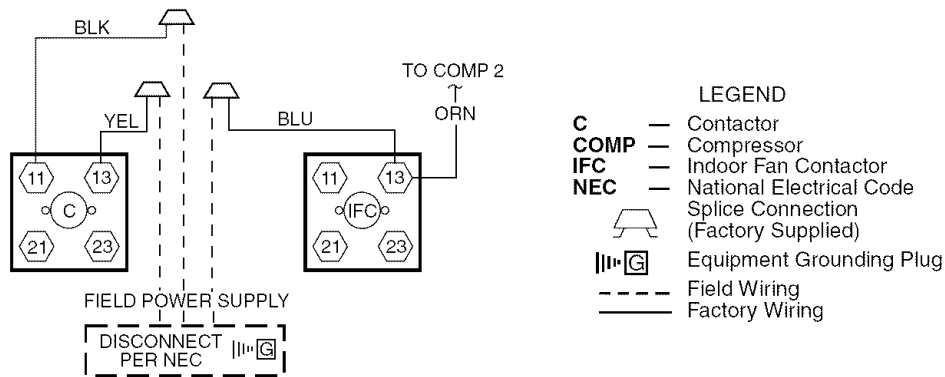 BLK
TO COMP 2
ORN
YEL
BLU
11
13
C
21
23
11
13
IFC
21
23
FIELD POWER SUPPLY
DISCONNECT
PER NEC
G
LEGEND
C — Contactor
COMP — Compressor
IFC — Indoor Fan Contactor
NEC — National Electrical Code
Splice Connection
(Factory Supplied)
G Equipment Grounding Plug
Field Wiring
Factory Wiring